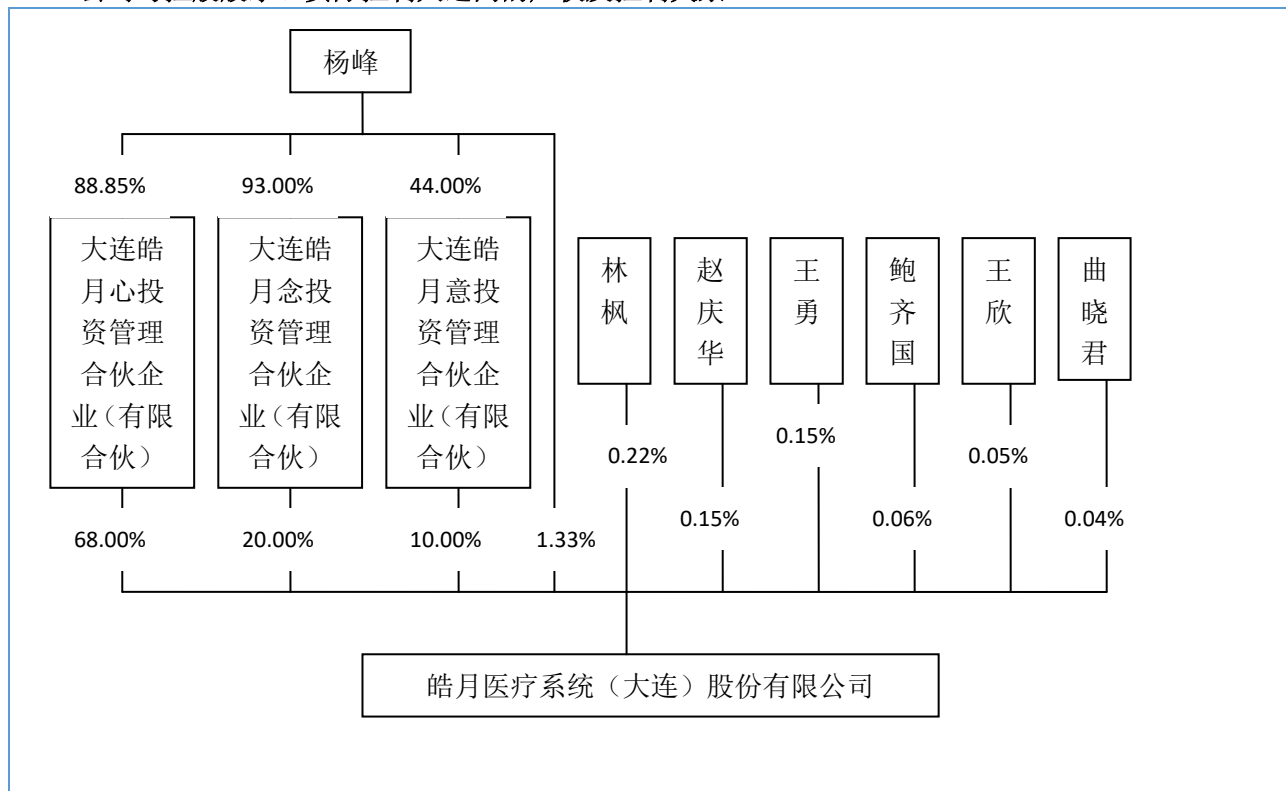 杨峰
88.85%
93.00%
44.00%
大连皓
月心投
资管理
合伙企
业（有限
合伙）
大连皓
月念投
资管理
合伙企
业（有限
合伙）
大连皓
月意投
资管理
合伙企
业（有限
合伙）
林
枫
赵
庆
华
王
勇
鲍
齐
国
王
欣
曲
晓
君
0.22%
0.15%
0.15%
0.06%
0.05%
0.04%
68.00%
20.00%
10.00%
1.33%
皓月医疗系统（大连）股份有限公司